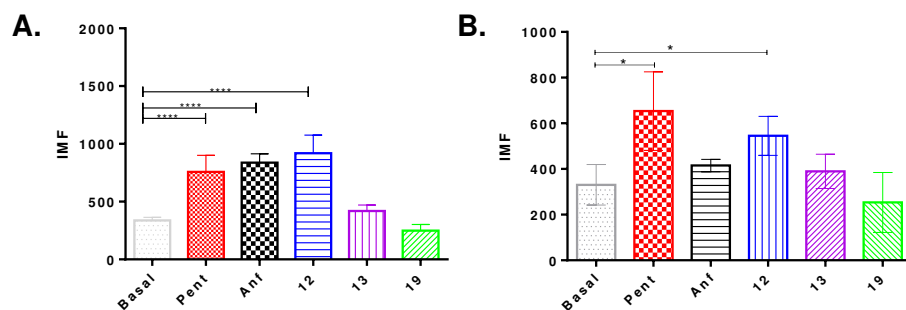 A.
2000
1500
1000
500
0
IMF
****
****
****
Basal
Pent
Anf
12
13
19
B.
1000
800
600
400
200
0
IMF
*
*
Basal
Pent
Anf
12
13
19